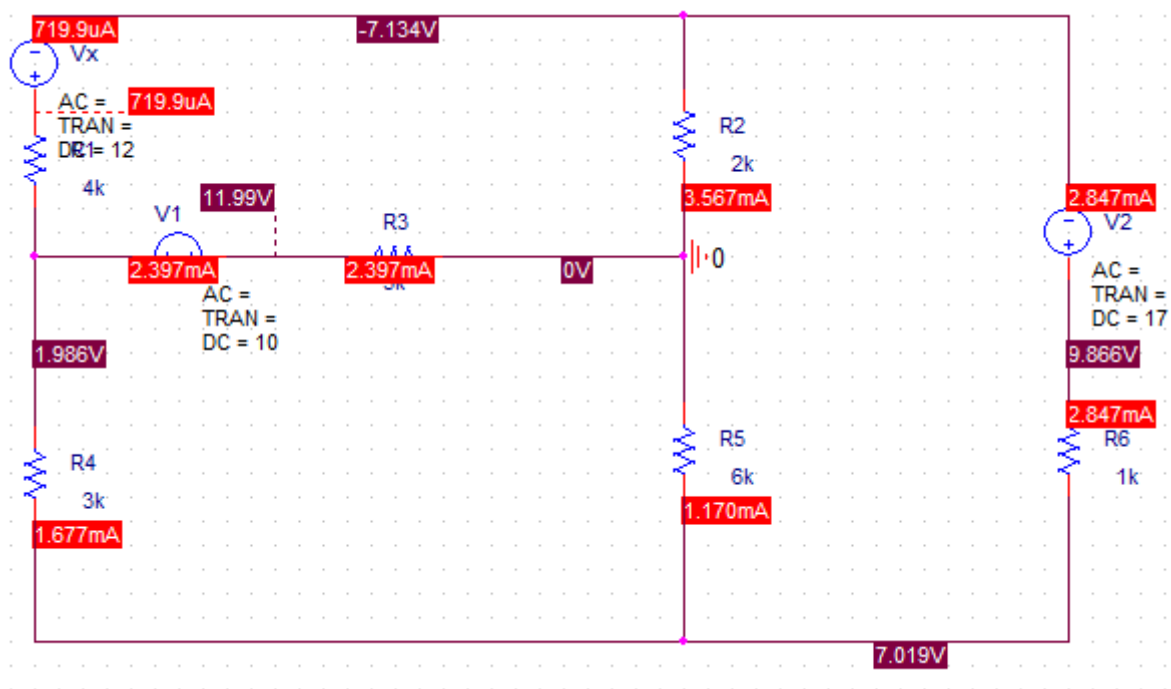 719.9uA
-7.134V
Vx
AC =
719.9uA
TRAN =
DC = 12
R1
4k
R2
2k
11.99V
3.567mA
2.847mA
V1
R3
V2
2.397mA
2.397mA
0V
0
AC =
TRAN =
DC = 10
AC =
TRAN =
DC = 17
1.986V
9.866V
2.847mA
R4
3k
R5
6k
R6
1k
1.677mA
1.170mA
7.019V